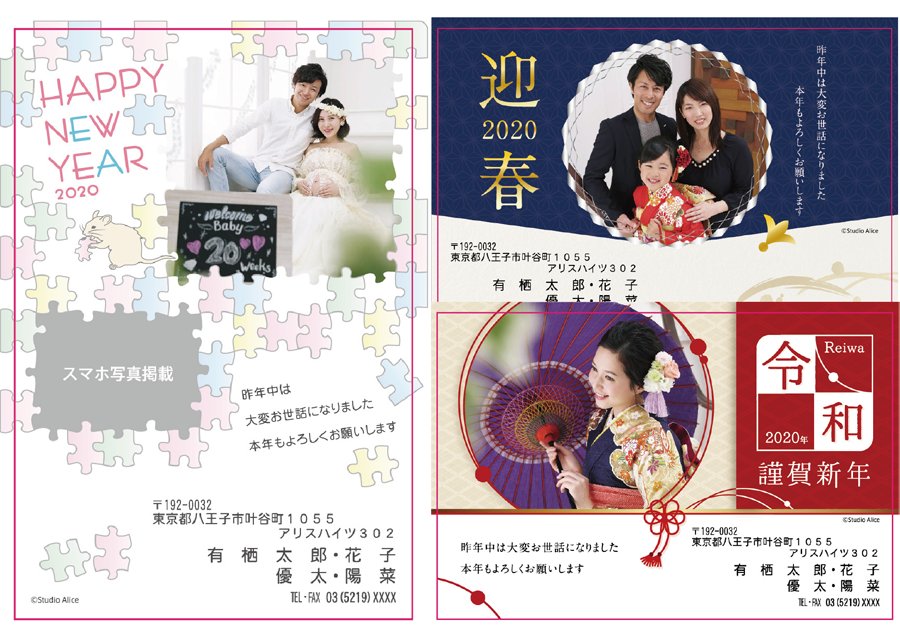 HAPPY
NEW
YEAR
2020
Welcoming
Baby
20
Weeks
スマホ写真掲載
昨年中は
大変お世話になりました
本年もよろしくお願いします
〒192-0032
東京都八王子市叶谷町１０５５
アリスハイツ３０２
有栖太郎・花子
優太・陽菜
TEL・FAX 03(5219)XXXX
©Studio Alice
迎
2020
春
昨年中は大変お世話になりました
本年もよろしくお願いします
©Studio Alice
〒192-0032
東京都八王子市叶谷町１０５５
アリスハイツ３０２
有栖太郎・花子
優太・陽菜
令
Reiwa
2020年
和
謹賀新年
©Studio Alice
昨年中は大変お世話になりました
本年もよろしくお願いします
〒192-0032
東京都八王子市叶谷町１０５５
アリスハイツ３０２
有栖太郎・花子
優太・陽菜
TEL・FAX 03(5219)XXXX